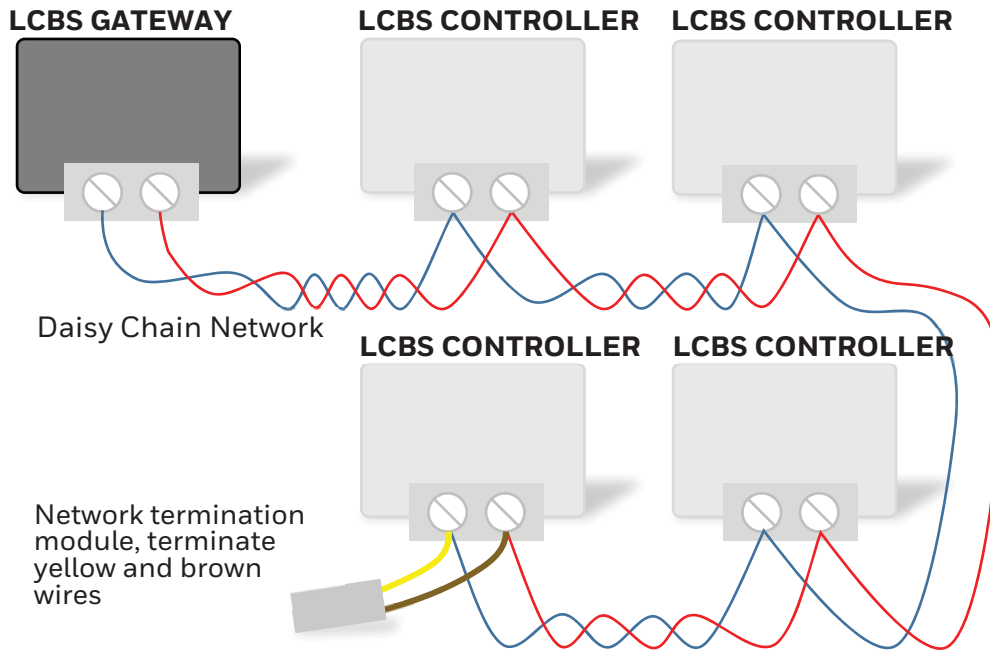 LCBS GATEWAY
LCBS CONTROLLER
LCBS CONTROLLER
Daisy Chain Network
LCBS CONTROLLER
LCBS CONTROLLER
Network termination
module, terminate
yellow and brown
wires